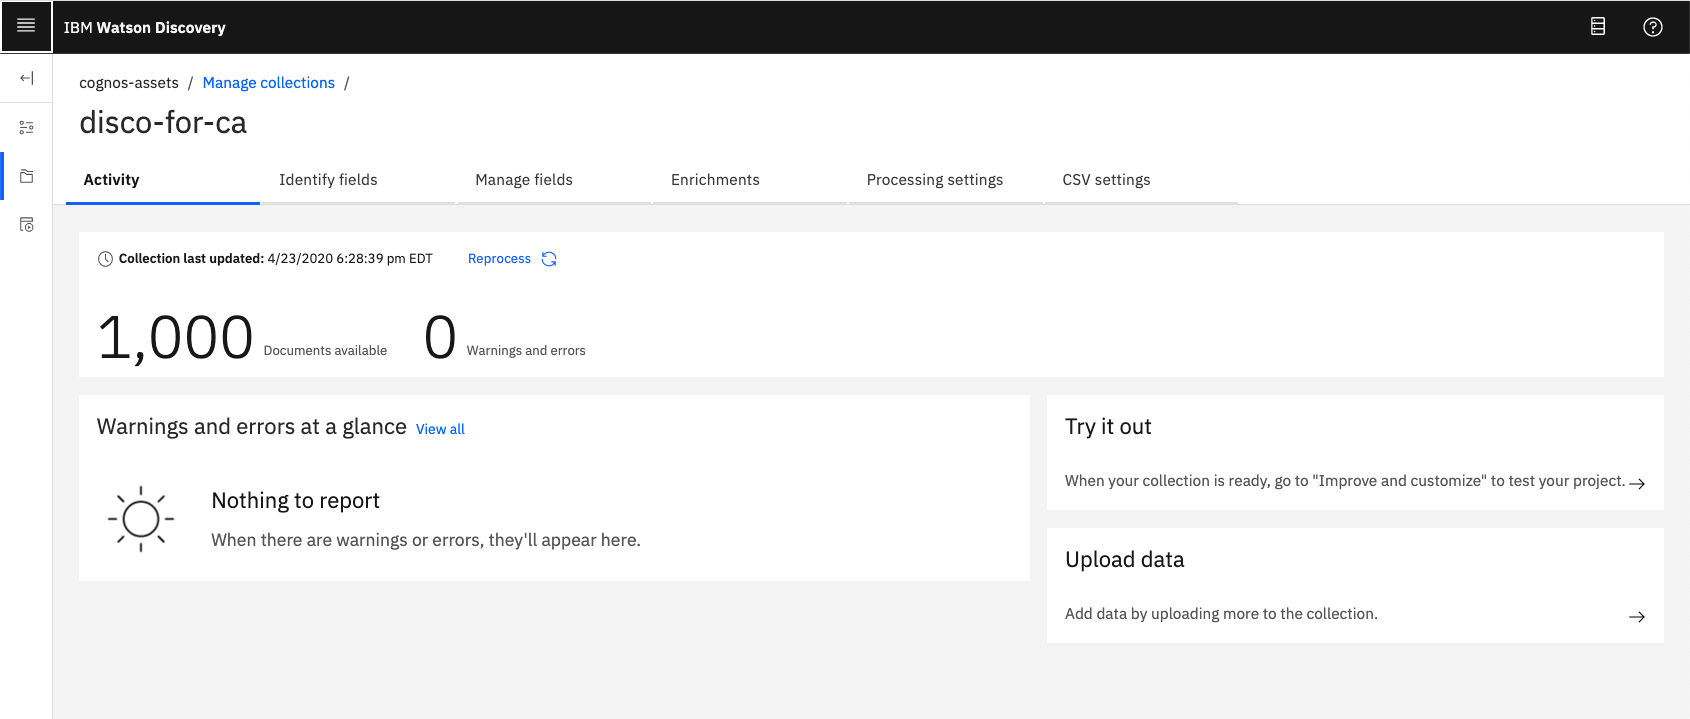 IBM Watson Discovery
cognos-assets / Manage collections /
disco-for-ca
Activity Identify fields Manage fields Enrichments Processing settings CSV settings
Collection last updated: 4/23/2020 6:28:39 pm EDT Reprocess
1,000 Documents available 0 Warnings and errors
Warnings and errors at a glance View all
Nothing to report
When there are warnings or errors, they'll appear here.
Try it out
When your collection is ready, go to "Improve and customize" to test your project.
Upload data
Add data by uploading more to the collection.